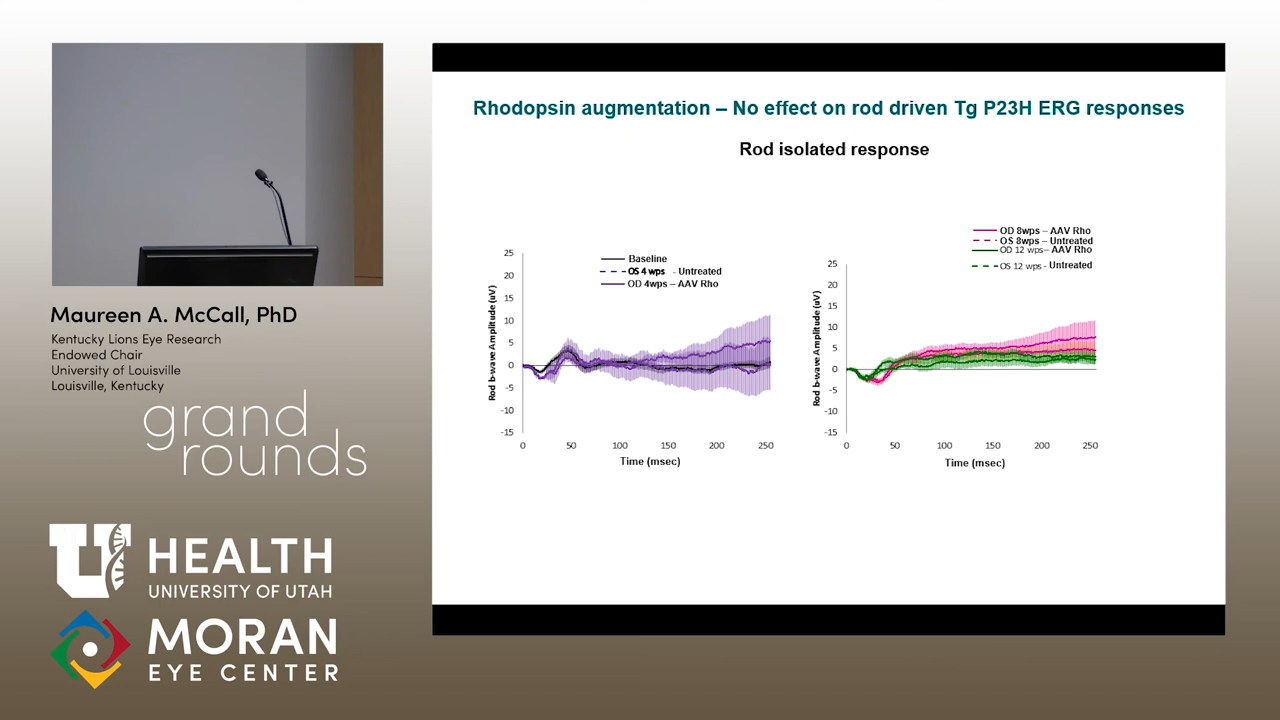 Rhodopsin augmentation – No effect on rod driven Tg P23H ERG responses
Rod isolated response
Baseline
OS 4 wps - Untreated
OD 4wps – AAV Rho
25
20
15
10
5
0
-5
-10
-15
Rod b-wave Amplitude (uV)
0 50 100 150 200 250
Time (msec)
OD 8wps – AAV Rho
OS 8wps – Untreated
OD 12 wps– AAV Rho
OS 12 wps - Untreated
25
20
15
10
5
0
-5
-10
-15
Rod b-wave Amplitude (uV)
0 50 100 150 200 250
Time (msec)
Maureen A. McCall, PhD
Kentucky Lions Eye Research
Endowed Chair
University of Louisville
Louisville, Kentucky
grand
rounds
U HEALTH
UNIVERSITY OF UTAH
MORAN
EYE CENTER